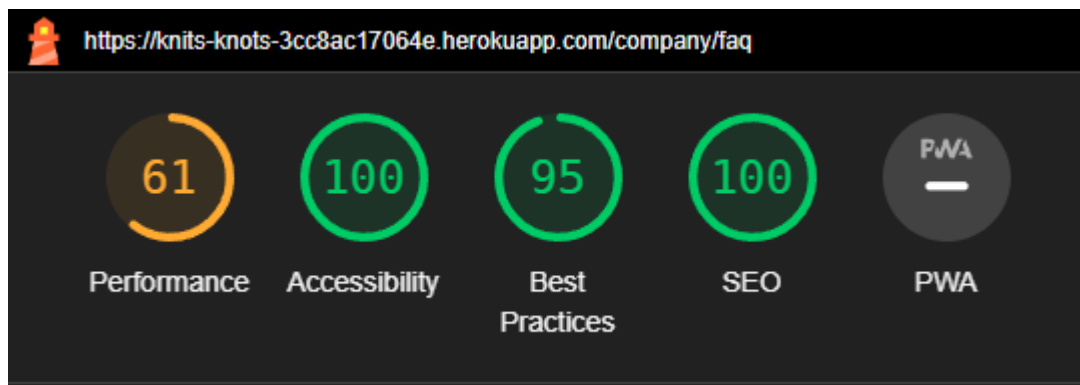 https://knits-knots-3cc8ac17064e.herokuapp.com/company/faq
61
100
95
100
PWA
Performance
Accessibility
Best
Practices
SEO
PWA